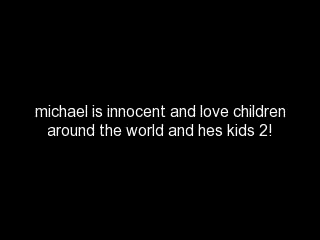 michael is innocent and love children
around the world and hes kids 2!